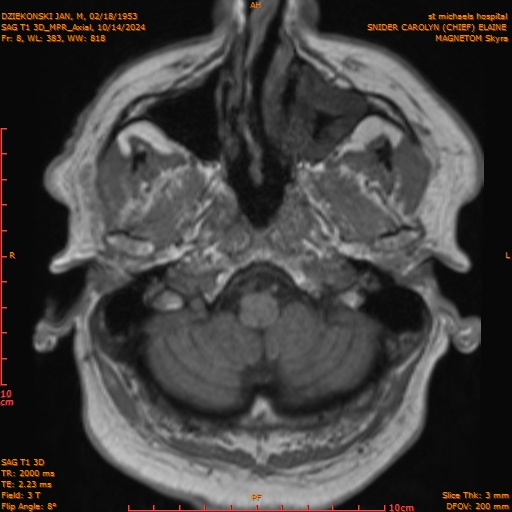 AH
DZIEKONSKI JAN, M, 02/18/1953
SAG T1 3D_MPR_Axial, 10/14/2024
Fr: 8, WL: 383, WW: 818
st michaels hospital
SNIDER CAROLYN (CHIEF) ELAINE
MAGNETOM Skyra
R
L
10
cm
SAG T1 3D
TR: 2000 ms
TE: 2.23 ms
Field: 3 T
Flip Angle: 8°
PF
10cm
Slice Thk: 3 mm
DFOV: 200 mm